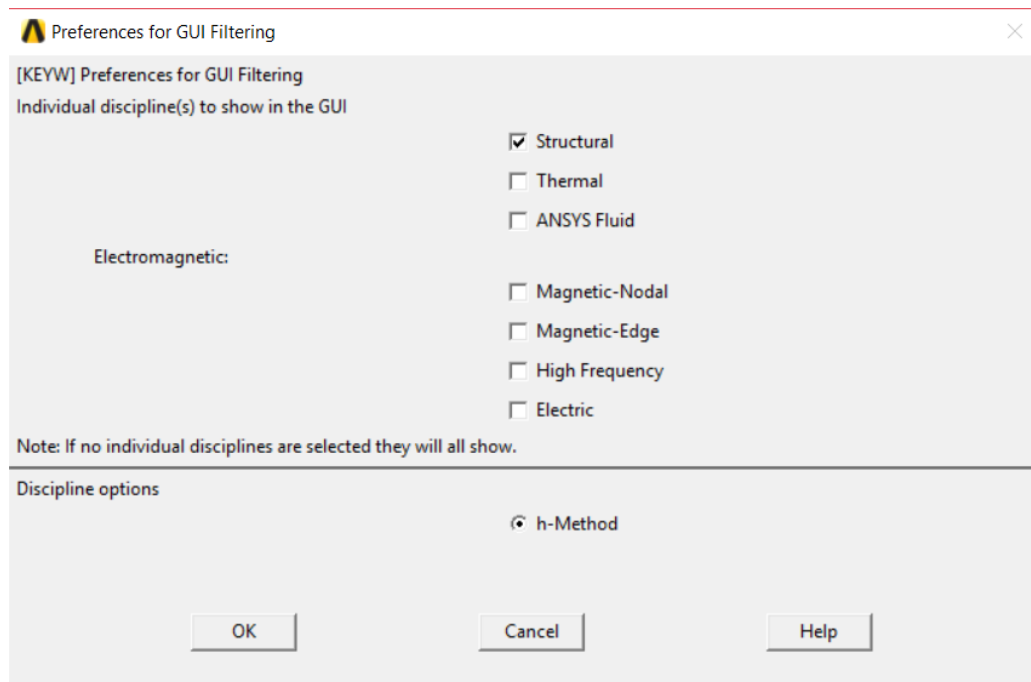 Preferences for GUI Filtering
[KEYW] Preferences for GUI Filtering
Individual discipline(s) to show in the GUI
Structural
Thermal
ANSYS Fluid
Electromagnetic:
Magnetic-Nodal
Magnetic-Edge
High Frequency
Electric
Note: If no individual disciplines are selected they will all show.
Discipline options
h-Method
OK Cancel Help